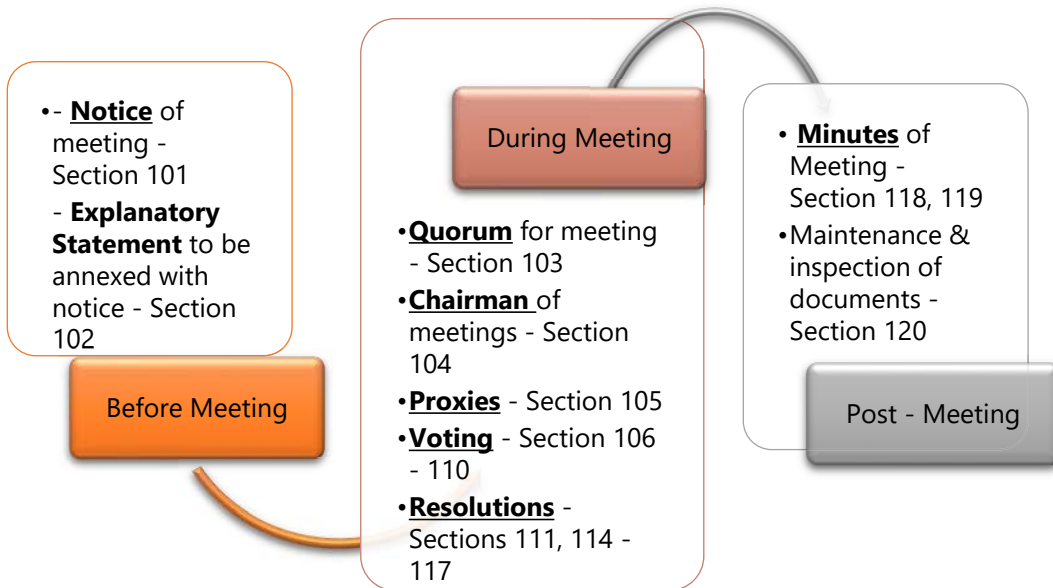 •- Notice of
meeting -
Section 101
- Explanatory
Statement to be
annexed with
notice - Section
102
Before Meeting
During Meeting
•Quorum for meeting
- Section 103
•Chairman of
meetings - Section
104
•Proxies - Section 105
•Voting - Section 106
- 110
•Resolutions -
Sections 111, 114 -
117
• Minutes of
Meeting -
Section 118, 119
•Maintenance &
inspection of
documents -
Section 120
Post - Meeting